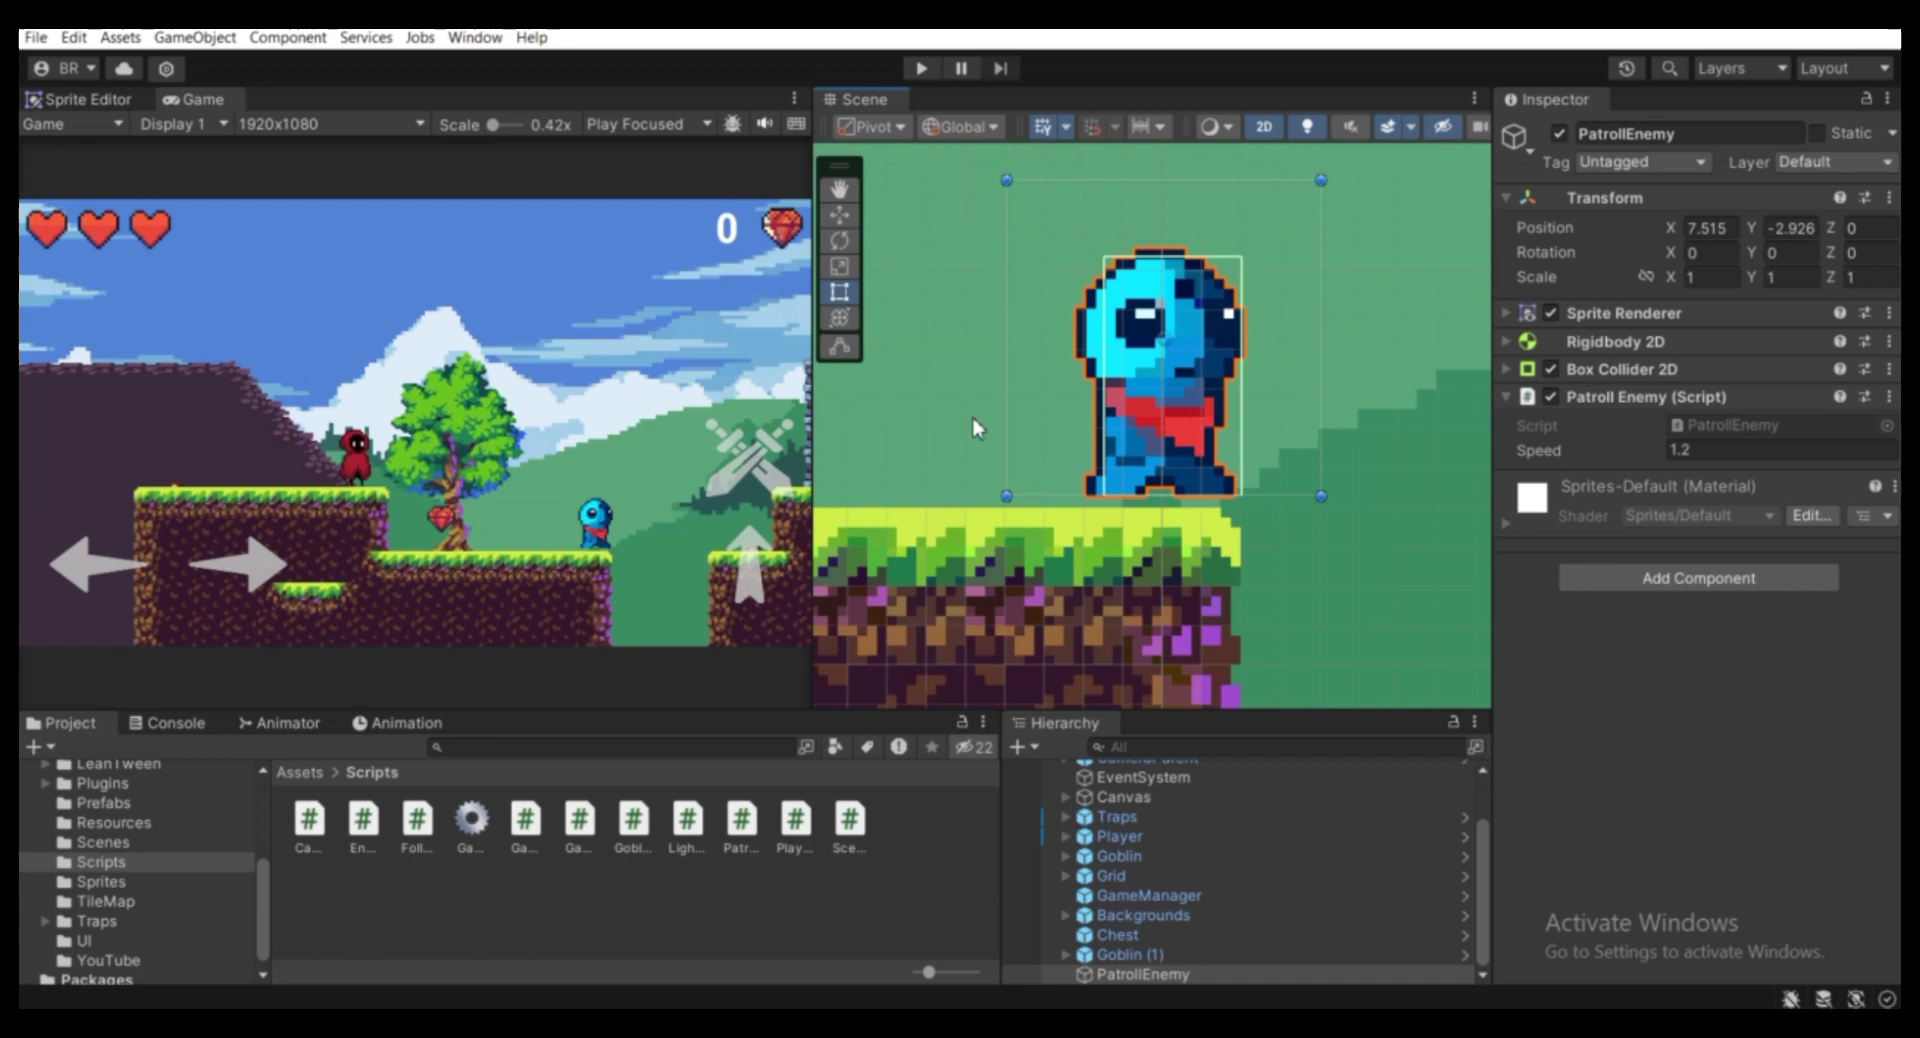 File Edit Assets GameObject Component Services Jobs Window Help
BR Layers Layout
Sprite Editor Game
Game Display 1 1920x1080 Scale 0.42x Play Focused
0
Scene
Pivot Global 2D
Inspector
PatrollEnemy Static
Tag Untagged Layer Default
Transform
Position X 7.515 Y -2.926 Z 0
Rotation X 0 Y 0 Z 0
Scale X 1 Y 1 Z 1
Sprite Renderer
Rigidbody 2D
Box Collider 2D
# Patroll Enemy (Script)
Script PatrollEnemy
Speed 1.2
Sprites-Default (Material)
Shader Sprites/Default Edit...
Add Component
Project Console Animator Animation
22
LeanTween
Plugins
Prefabs
Resources
Scenes
Scripts
Sprites
TileMap
Traps
UI
YouTube
Packages
Assets > Scripts
# # # # # # # # # #
Ca... En... Foll... Ga... Ga... Ga... Gobl... Ligh... Patr... Play... Sce...
Hierarchy
All
EventSystem
Canvas
Traps
Player
Goblin
Grid
GameManager
Backgrounds
Chest
Goblin (1)
PatrollEnemy
Activate Windows
Go to Settings to activate Windows.